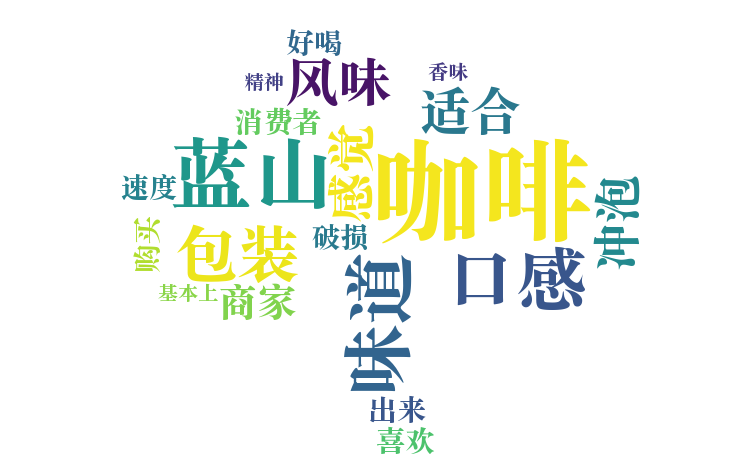 好喝
风味
香味
精神
适合
消费者
感觉
蓝山
咖啡
速度
冲泡
购买
包装
破损
味道
口感
基本上
商家
出来
喜欢